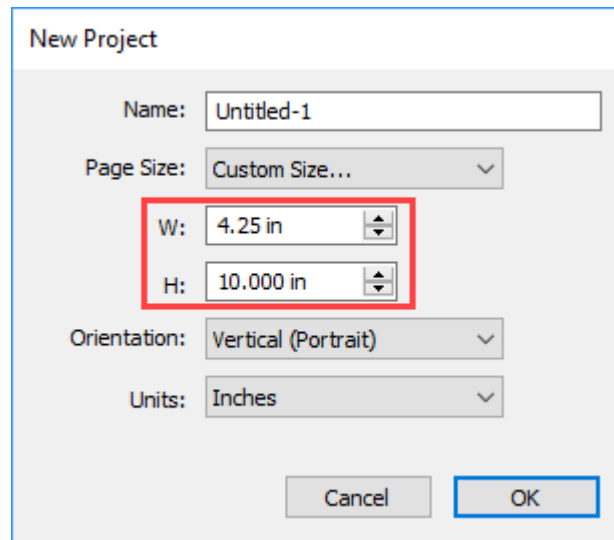 New Project
Name: Untitled-1
Page Size: Custom Size...
W: 4.25 in
H: 10.000 in
Orientation: Vertical (Portrait)
Units: Inches
Cancel OK